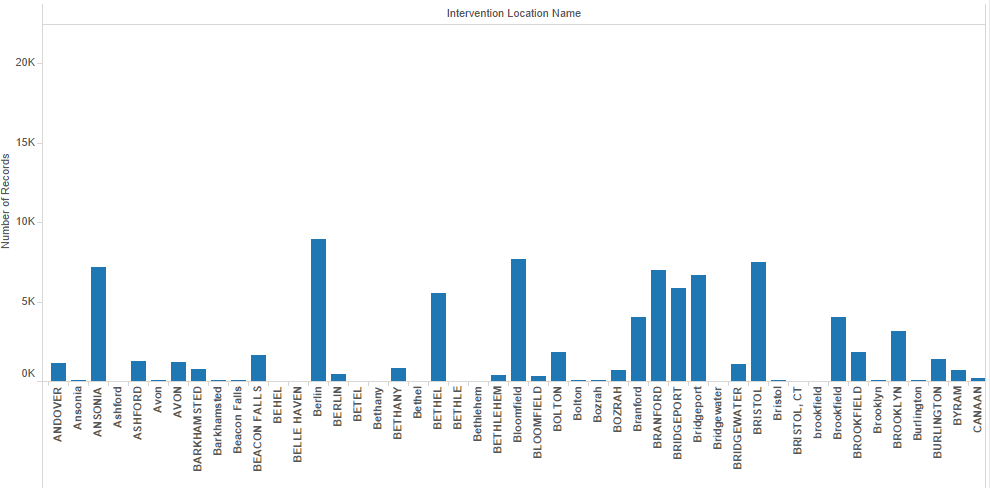 Intervention Location Name
20K
15K
10K
5K
0K
Number of Records
ANDOVER
Ansonia
ANSONIA
Ashford
ASHFORD
Avon
AVON
BARKHAMSTED
Barkhamsted
Beacon Falls
BEACON FALLS
BEHEL
BELLE HAVEN
Berlin
BERLIN
BETEL
Bethany
BETHANY
Bethel
BETHEL
BETHLE
Bethlehem
BETHLEHEM
Bloomfield
BLOOMFIELD
BOLTON
Bolton
Bozrah
BOZRAH
Branford
BRANFORD
BRIDGEPORT
Bridgeport
Bridgewater
BRIDGEWATER
BRISTOL
Bristol
BRISTOL, CT
brookfield
Brookfield
BROOKFIELD
Brooklyn
BROOKLYN
Burlington
BURLINGTON
BYRAM
CANAAN